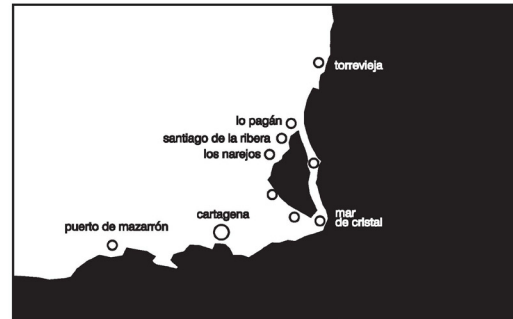 torrevieja
lo pagán
santiago de la ribera
los narejos
mar
de cristal
cartagena
puerto de mazarrón